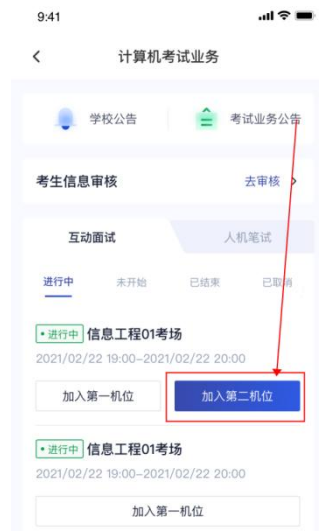 9:41
计算机考试业务
学校公告 考试业务公告
考生信息审核 去审核
互动面试 人机笔试
进行中 未开始 已结束 已取消
进行中 信息工程01考场
2021/02/22 19:00–2021/02/22 20:00
加入第一机位 加入第二机位
进行中 信息工程01考场
2021/02/22 19:00–2021/02/22 20:00
加入第一机位